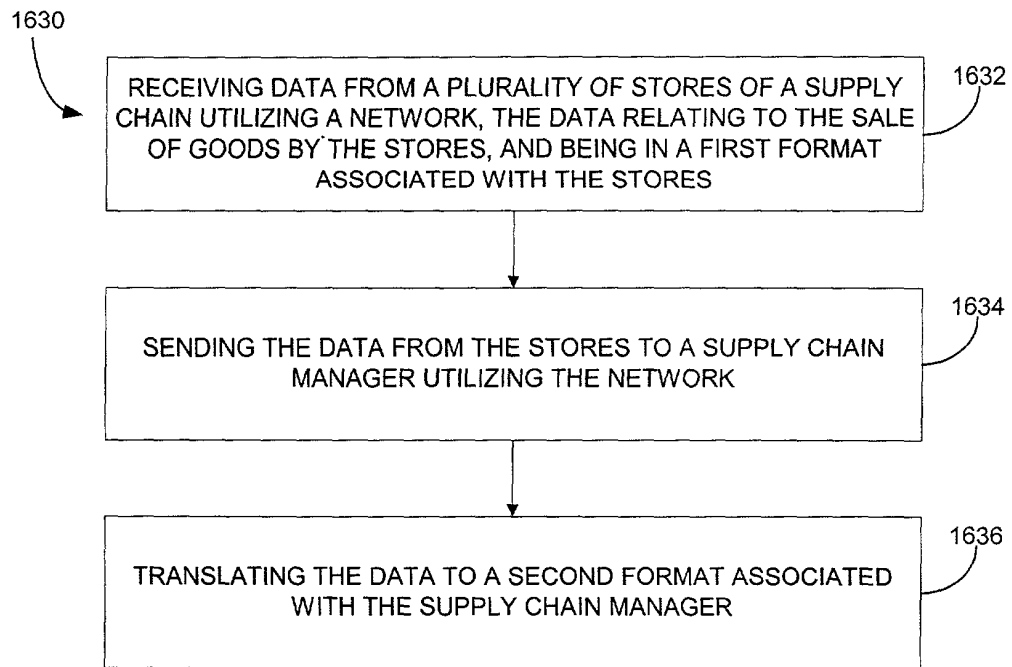 1630
RECEIVING DATA FROM A PLURALITY OF STORES OF A SUPPLY
CHAIN UTILIZING A NETWORK, THE DATA RELATING TO THE SALE
OF GOODS BY THE STORES, AND BEING IN A FIRST FORMAT
ASSOCIATED WITH THE STORES
1632
SENDING THE DATA FROM THE STORES TO A SUPPLY CHAIN
MANAGER UTILIZING THE NETWORK
1634
TRANSLATING THE DATA TO A SECOND FORMAT ASSOCIATED
WITH THE SUPPLY CHAIN MANAGER
1636